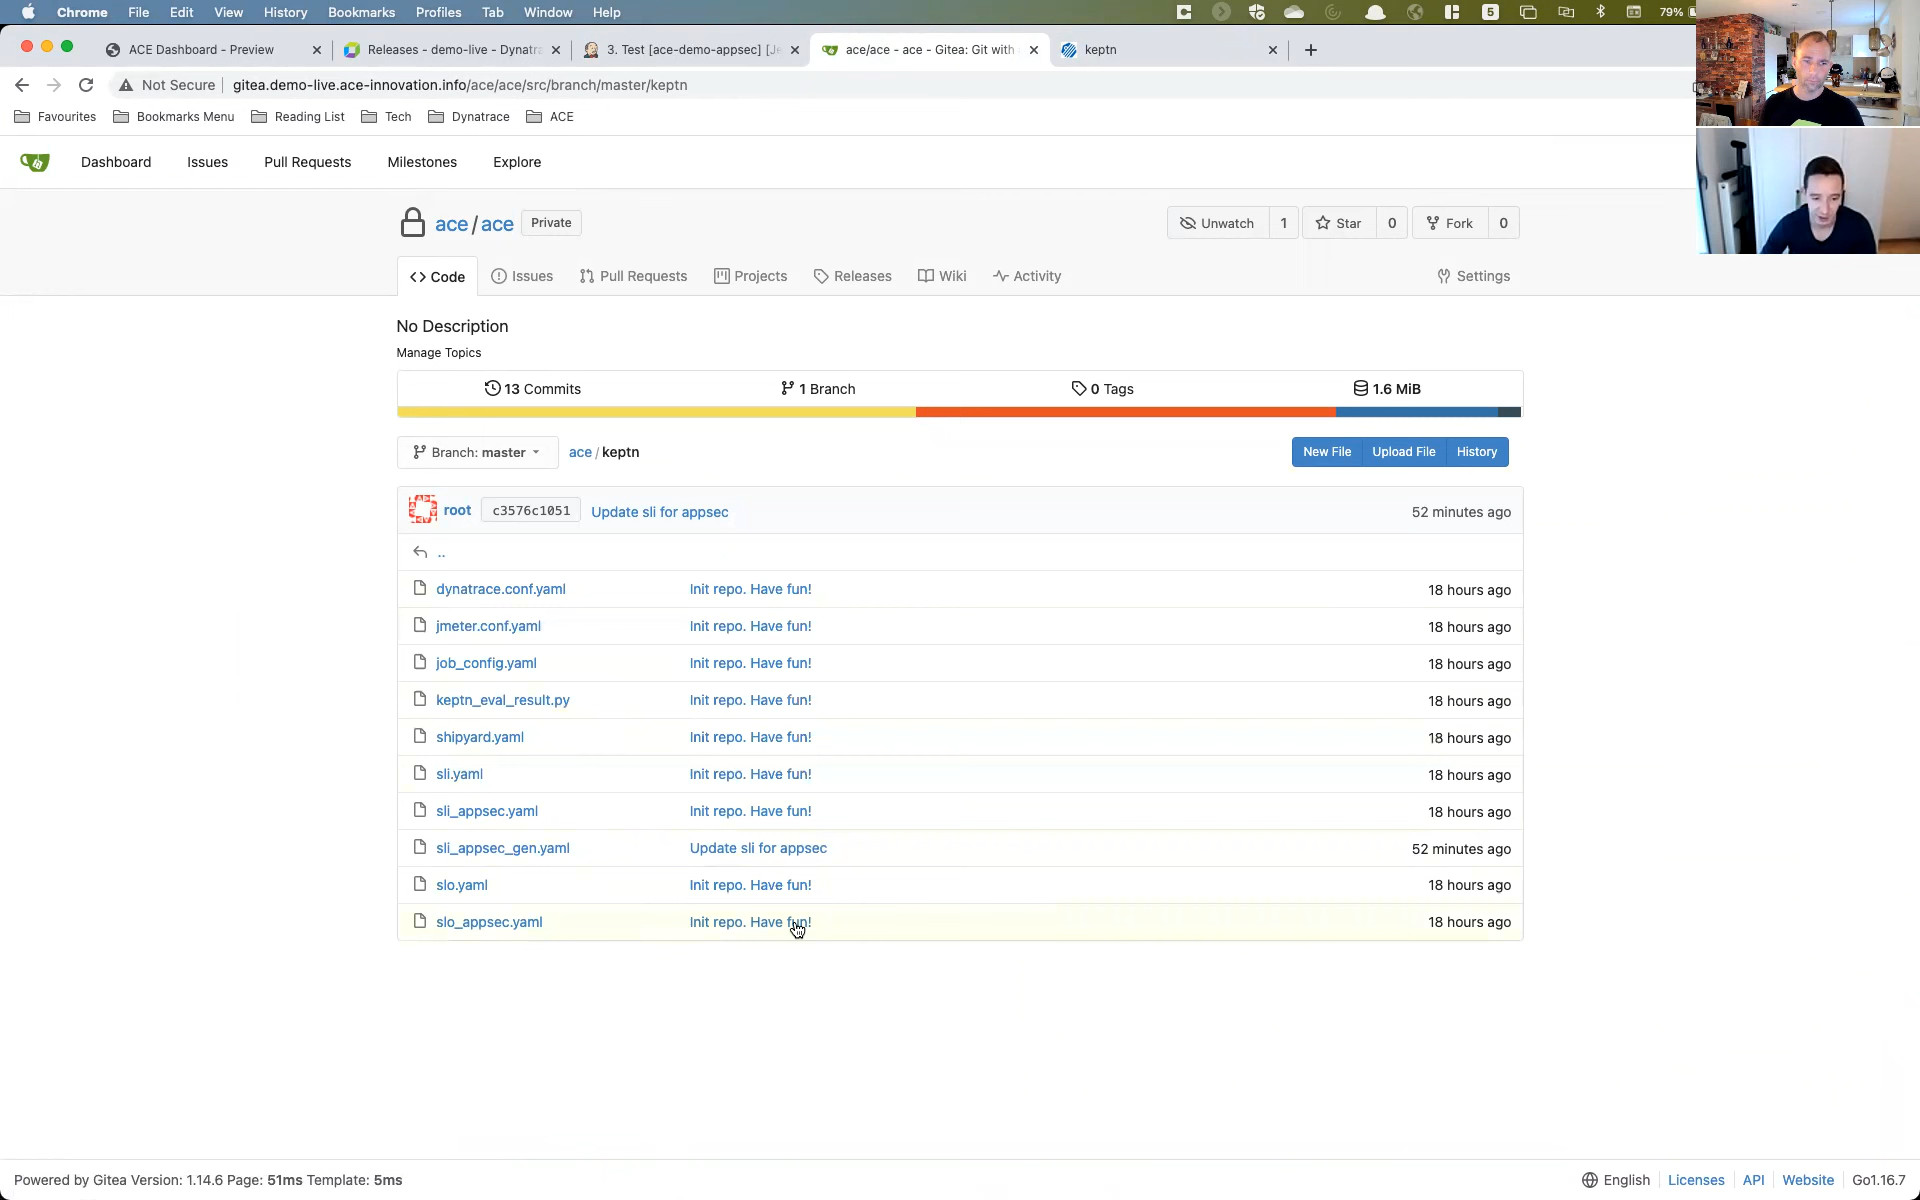 Chrome File Edit View History Bookmarks Profiles Tab Window Help 5 79%
ACE Dashboard - Preview Releases - demo-live - Dynatra 3. Test [ace-demo-appsec] [Je ace/ace - ace - Gitea: Git with keptn
Not Secure gitea.demo-live.ace-innovation.info/ace/ace/src/branch/master/keptn
Favourites Bookmarks Menu Reading List Tech Dynatrace ACE
Dashboard Issues Pull Requests Milestones Explore
ace / ace Private Unwatch 1 Star 0 Fork 0
Code Issues Pull Requests Projects Releases Wiki Activity Settings
No Description
Manage Topics
13 Commits 1 Branch 0 Tags 1.6 MiB
Branch: master ace / keptn New File Upload File History
root c3576c1051 Update sli for appsec 52 minutes ago
..
dynatrace.conf.yaml Init repo. Have fun! 18 hours ago
jmeter.conf.yaml Init repo. Have fun! 18 hours ago
job_config.yaml Init repo. Have fun! 18 hours ago
keptn_eval_result.py Init repo. Have fun! 18 hours ago
shipyard.yaml Init repo. Have fun! 18 hours ago
sli.yaml Init repo. Have fun! 18 hours ago
sli_appsec.yaml Init repo. Have fun! 18 hours ago
sli_appsec_gen.yaml Update sli for appsec 52 minutes ago
slo.yaml Init repo. Have fun! 18 hours ago
slo_appsec.yaml Init repo. Have fun! 18 hours ago
Powered by Gitea Version: 1.14.6 Page: 51ms Template: 5ms English Licenses API Website Go1.16.7